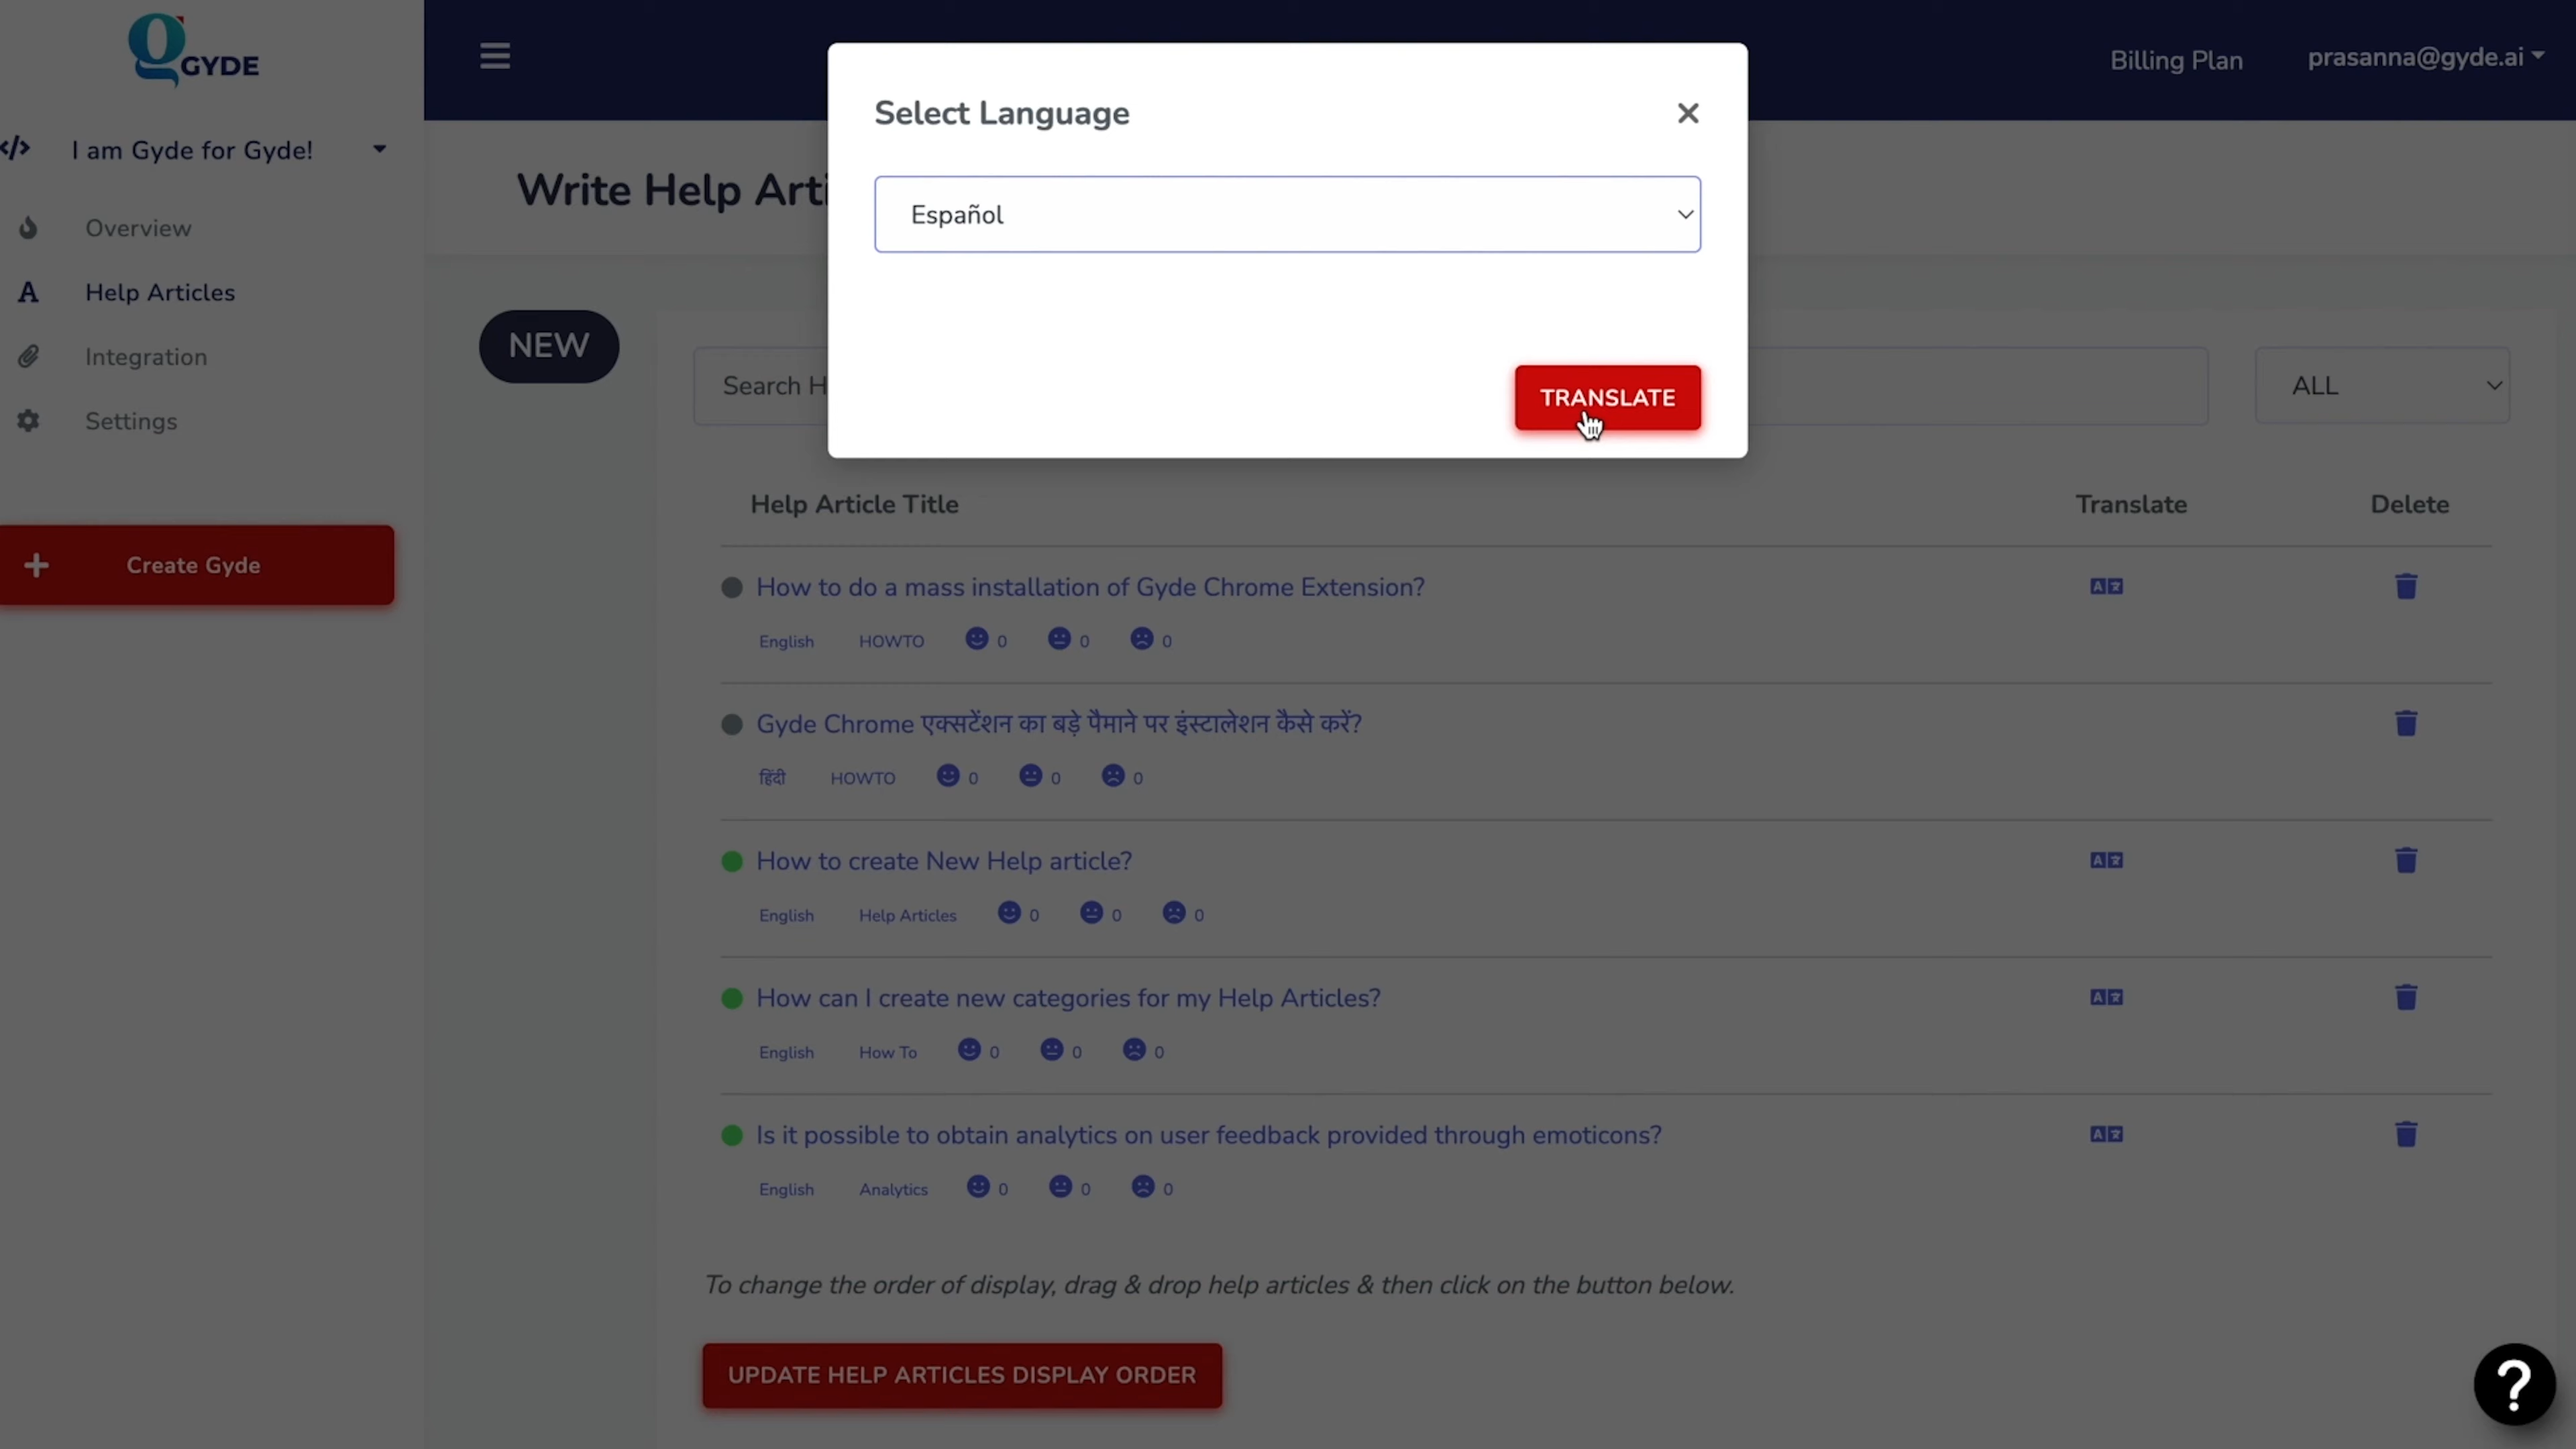 GYDE
Billing Plan
prasanna@gyde.ai
I am Gyde for Gyde!
Overview
Help Articles
Integration
Settings
Create Gyde
Select Language
Español
TRANSLATE
Write Help Arti
NEW
Search H
ALL
Help Article Title Translate Delete
How to do a mass installation of Gyde Chrome Extension?
English HOWTO 0 0 0
Gyde Chrome एक्सटेंशन का बड़े पैमाने पर इंस्टालेशन कैसे करें?
हिंदी HOWTO 0 0 0
How to create New Help article?
English Help Articles 0 0 0
How can I create new categories for my Help Articles?
English How To 0 0 0
Is it possible to obtain analytics on user feedback provided through emoticons?
English Analytics 0 0 0
To change the order of display, drag & drop help articles & then click on the button below.
UPDATE HELP ARTICLES DISPLAY ORDER
?